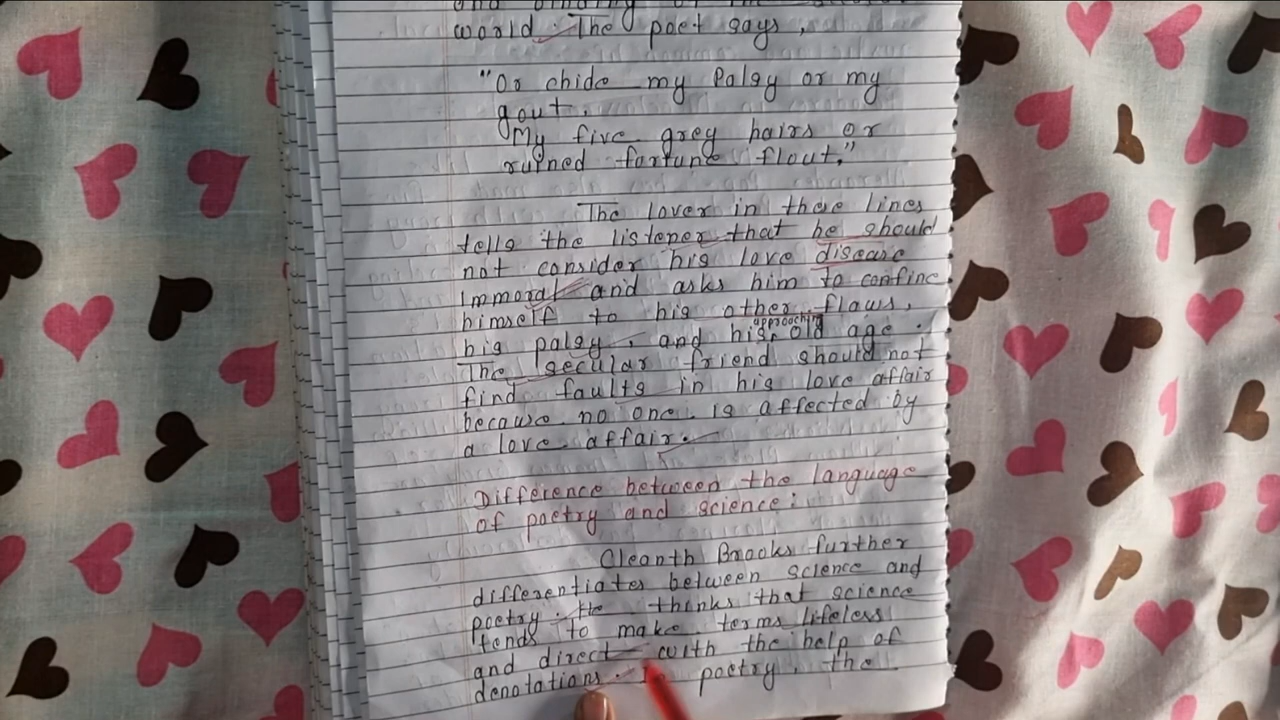 and binding of the
world. The poet says,
"Or chide my Palsy or my
gout,
My five grey hairs or
ruined fortune flout."
The lover in these lines
tells the listener that he should
not consider his love disease
immoral and asks him to confine
himself to his other flaws,
his palsy, and his approaching old age.
The secular friend should not
find faults in his love affair
because no one is affected by
a love affair.
Difference between the language
of poetry and science:
Cleanth Brooks further
differentiates between science and
poetry. He thinks that science
tends to make terms lifeless
and direct with the help of
denotations. In poetry, the